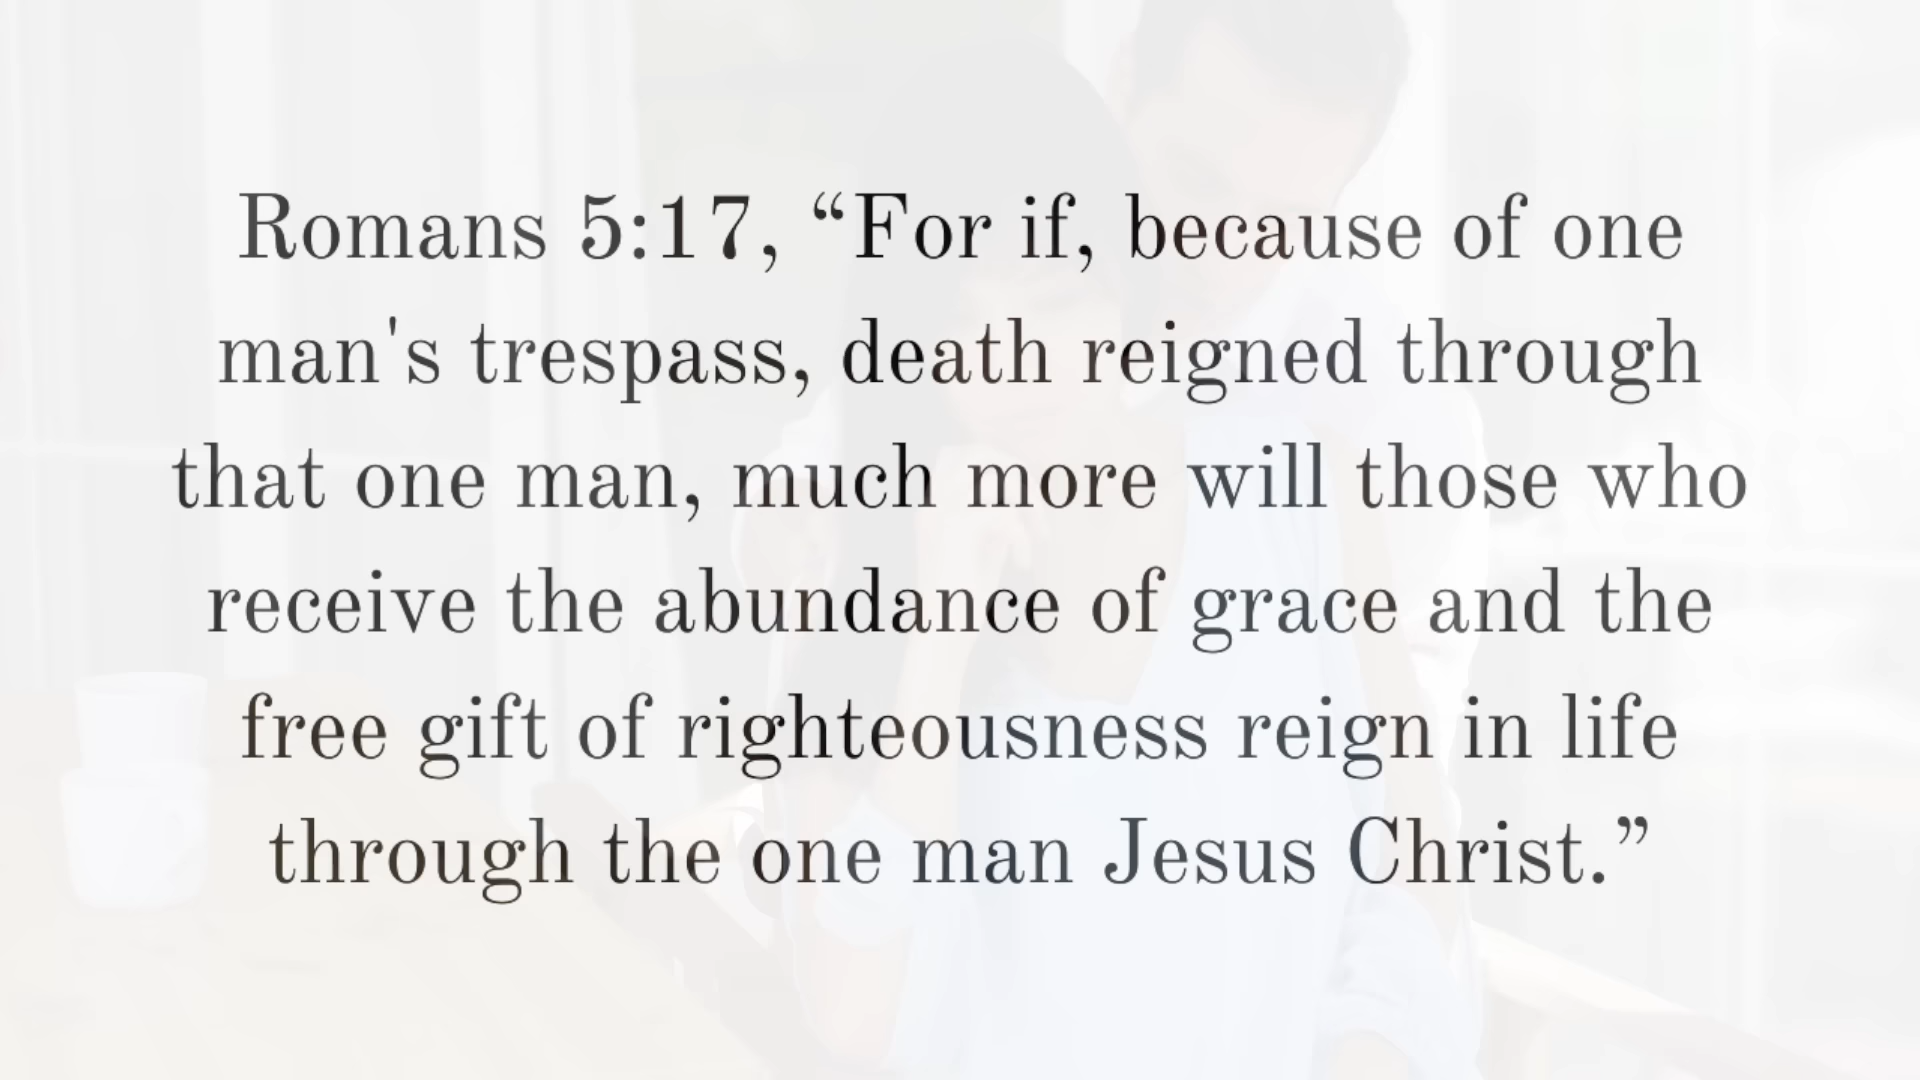 Romans 5:17, “For if, because of one
man's trespass, death reigned through
that one man, much more will those who
receive the abundance of grace and the
free gift of righteousness reign in life
through the one man Jesus Christ.”